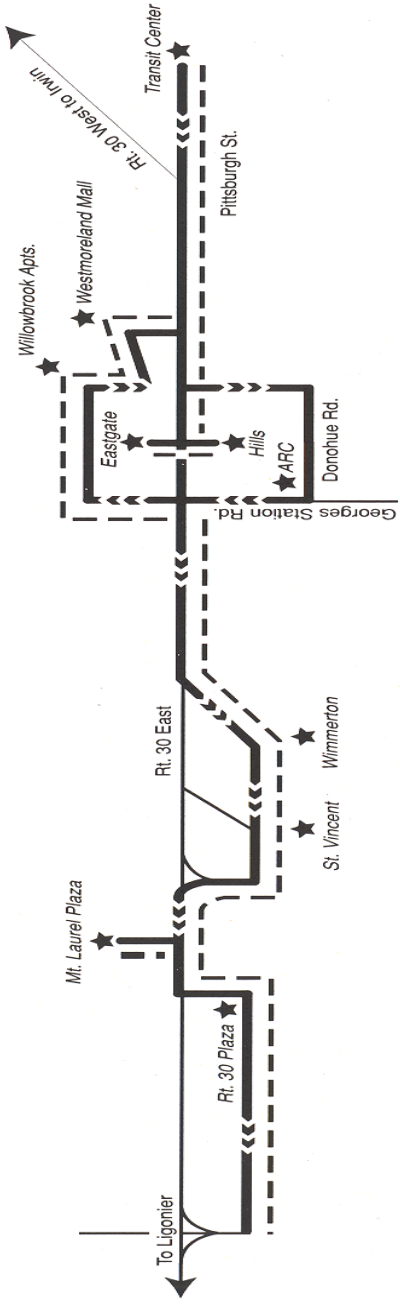 Transit Center
Rt. 30 West to Irwin
Pittsburgh St.
Westmoreland Mall
Willowbrook Apts.
Eastgate
Hills
ARC
Donohue Rd.
Georges Station Rd.
Rt. 30 East
Wimmerton
St. Vincent
Mt. Laurel Plaza
Rt. 30 Plaza
To Ligonier